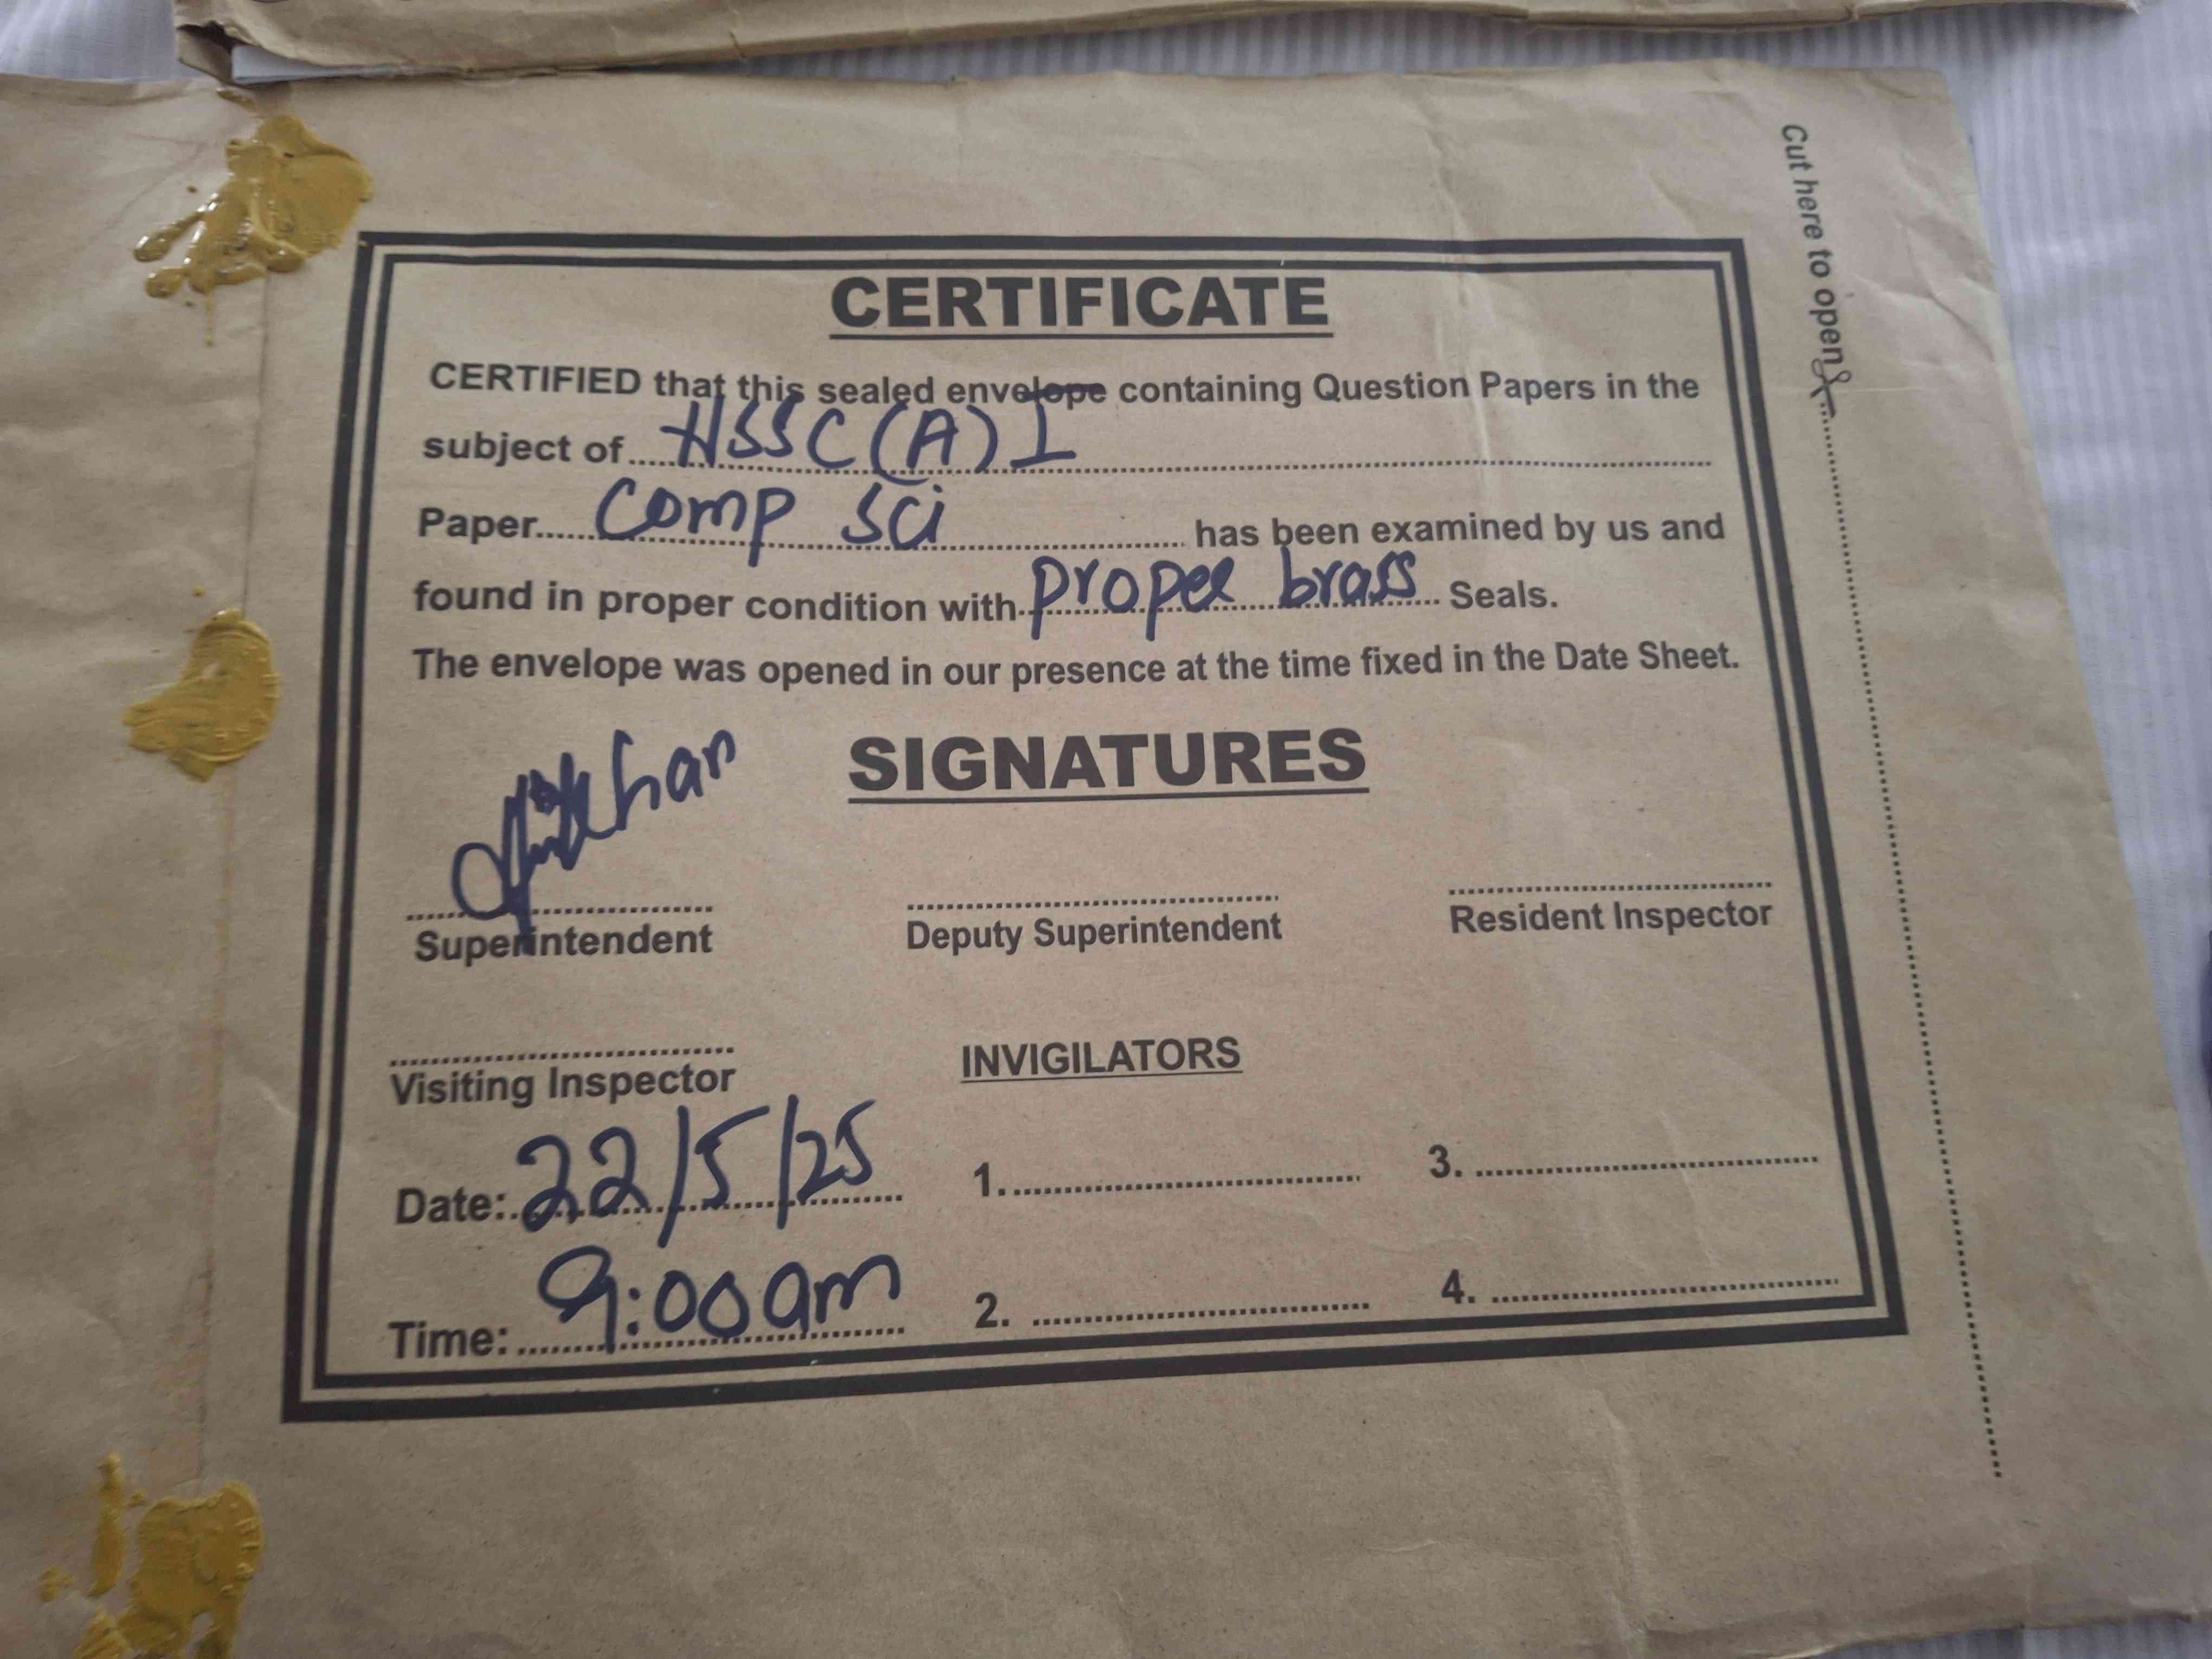 Cut here to open
CERTIFICATE
CERTIFIED that this sealed envelope containing Question Papers in the
subject of HSSC(A) I
Paper Comp Sci has been examined by us and
found in proper condition with proper brass Seals.
The envelope was opened in our presence at the time fixed in the Date Sheet.
SIGNATURES
Khan
Superintendent
Deputy Superintendent
Resident Inspector
Visiting Inspector
INVIGILATORS
Date: 22/5/25
1.
3.
Time: 9:00am
2.
4.